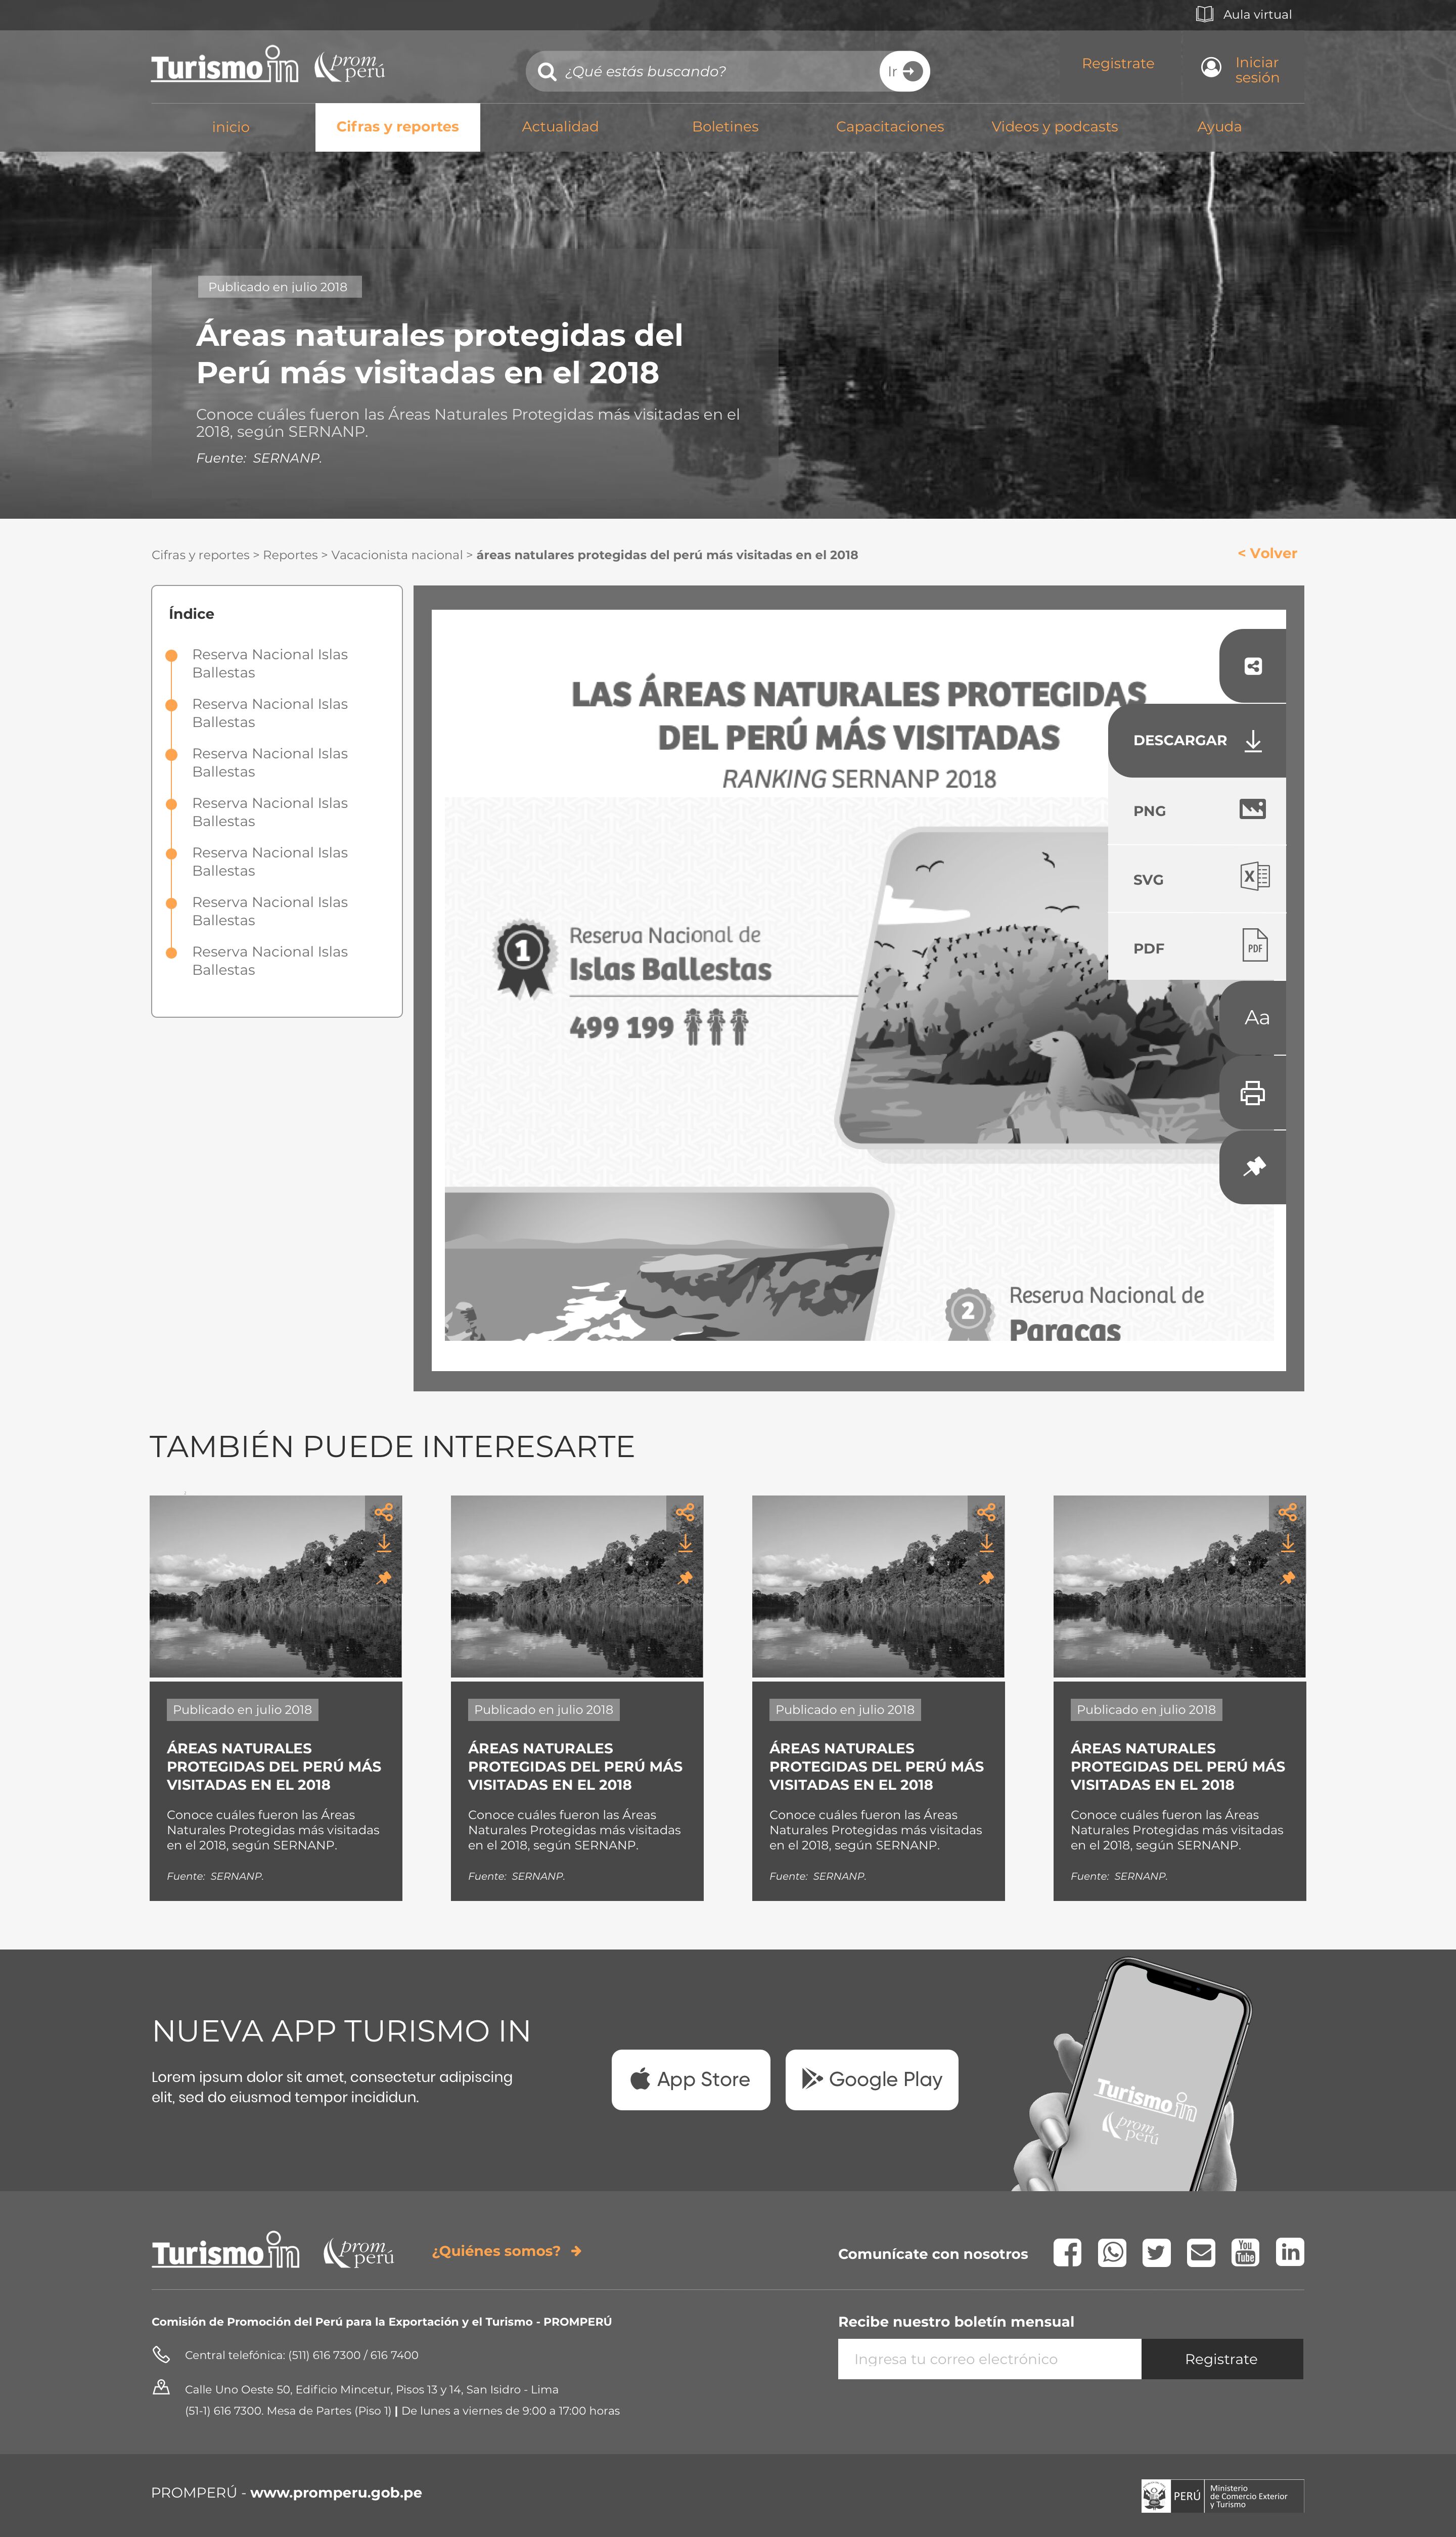 Aula virtual
Turismo in
prom
perú
¿Qué estás buscando?
Ir
Registrate
Iniciar
sesión
inicio
Cifras y reportes
Actualidad
Boletines
Capacitaciones
Videos y podcasts
Ayuda
Publicado en julio 2018
Áreas naturales protegidas del
Perú más visitadas en el 2018
Conoce cuáles fueron las Áreas Naturales Protegidas más visitadas en el
2018, según SERNANP.
Fuente: SERNANP.
Cifras y reportes > Reportes > Vacacionista nacional > áreas natulares protegidas del perú más visitadas en el 2018
< Volver
Índice
Reserva Nacional Islas
Ballestas
Reserva Nacional Islas
Ballestas
Reserva Nacional Islas
Ballestas
Reserva Nacional Islas
Ballestas
Reserva Nacional Islas
Ballestas
Reserva Nacional Islas
Ballestas
Reserva Nacional Islas
Ballestas
LAS ÁREAS NATURALES PROTEGIDAS
DEL PERÚ MÁS VISITADAS
RANKING SERNANP 2018
DESCARGAR
PNG
SVG
X
PDF
PDF
Aa
1
Reserva Nacional de
Islas Ballestas
499 199
2
Reserva Nacional de
Paracas
TAMBIÉN PUEDE INTERESARTE
Publicado en julio 2018
ÁREAS NATURALES
PROTEGIDAS DEL PERÚ MÁS
VISITADAS EN EL 2018
Conoce cuáles fueron las Áreas
Naturales Protegidas más visitadas
en el 2018, según SERNANP.
Fuente: SERNANP.
Publicado en julio 2018
ÁREAS NATURALES
PROTEGIDAS DEL PERÚ MÁS
VISITADAS EN EL 2018
Conoce cuáles fueron las Áreas
Naturales Protegidas más visitadas
en el 2018, según SERNANP.
Fuente: SERNANP.
Publicado en julio 2018
ÁREAS NATURALES
PROTEGIDAS DEL PERÚ MÁS
VISITADAS EN EL 2018
Conoce cuáles fueron las Áreas
Naturales Protegidas más visitadas
en el 2018, según SERNANP.
Fuente: SERNANP.
Publicado en julio 2018
ÁREAS NATURALES
PROTEGIDAS DEL PERÚ MÁS
VISITADAS EN EL 2018
Conoce cuáles fueron las Áreas
Naturales Protegidas más visitadas
en el 2018, según SERNANP.
Fuente: SERNANP.
NUEVA APP TURISMO IN
Lorem ipsum dolor sit amet, consectetur adipiscing
elit, sed do eiusmod tempor incididun.
App Store
Google Play
Turismo in
prom
perú
Turismo in
prom
perú
¿Quiénes somos?
Comunícate con nosotros
You
Tube
in
Comisión de Promoción del Perú para la Exportación y el Turismo - PROMPERÚ
Central telefónica: (511) 616 7300 / 616 7400
Calle Uno Oeste 50, Edificio Mincetur, Pisos 13 y 14, San Isidro - Lima
(51-1) 616 7300. Mesa de Partes (Piso 1) | De lunes a viernes de 9:00 a 17:00 horas
Recibe nuestro boletín mensual
Ingresa tu correo electrónico
Registrate
PROMPERÚ - www.promperu.gob.pe
PERÚ
Ministerio
de Comercio Exterior
y Turismo